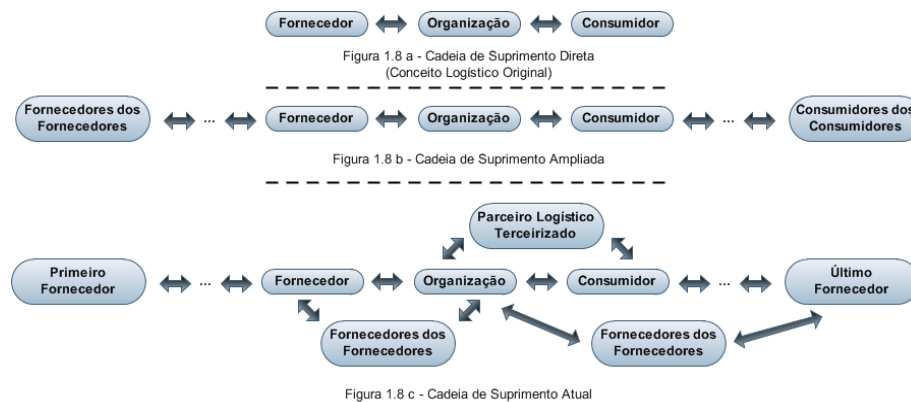 Fornecedor
Organização
Consumidor
Figura 1.8 a - Cadeia de Suprimento Direta
(Conceito Logístico Original)
Fornecedores dos
Fornecedores
...
Fornecedor
Organização
Consumidor
...
Consumidores dos
Consumidores
Figura 1.8 b - Cadeia de Suprimento Ampliada
Parceiro Logístico
Terceirizado
Primeiro
Fornecedor
...
Fornecedor
Organização
Consumidor
...
Último
Fornecedor
Fornecedores dos
Fornecedores
Fornecedores dos
Fornecedores
Figura 1.8 c - Cadeia de Suprimento Atual